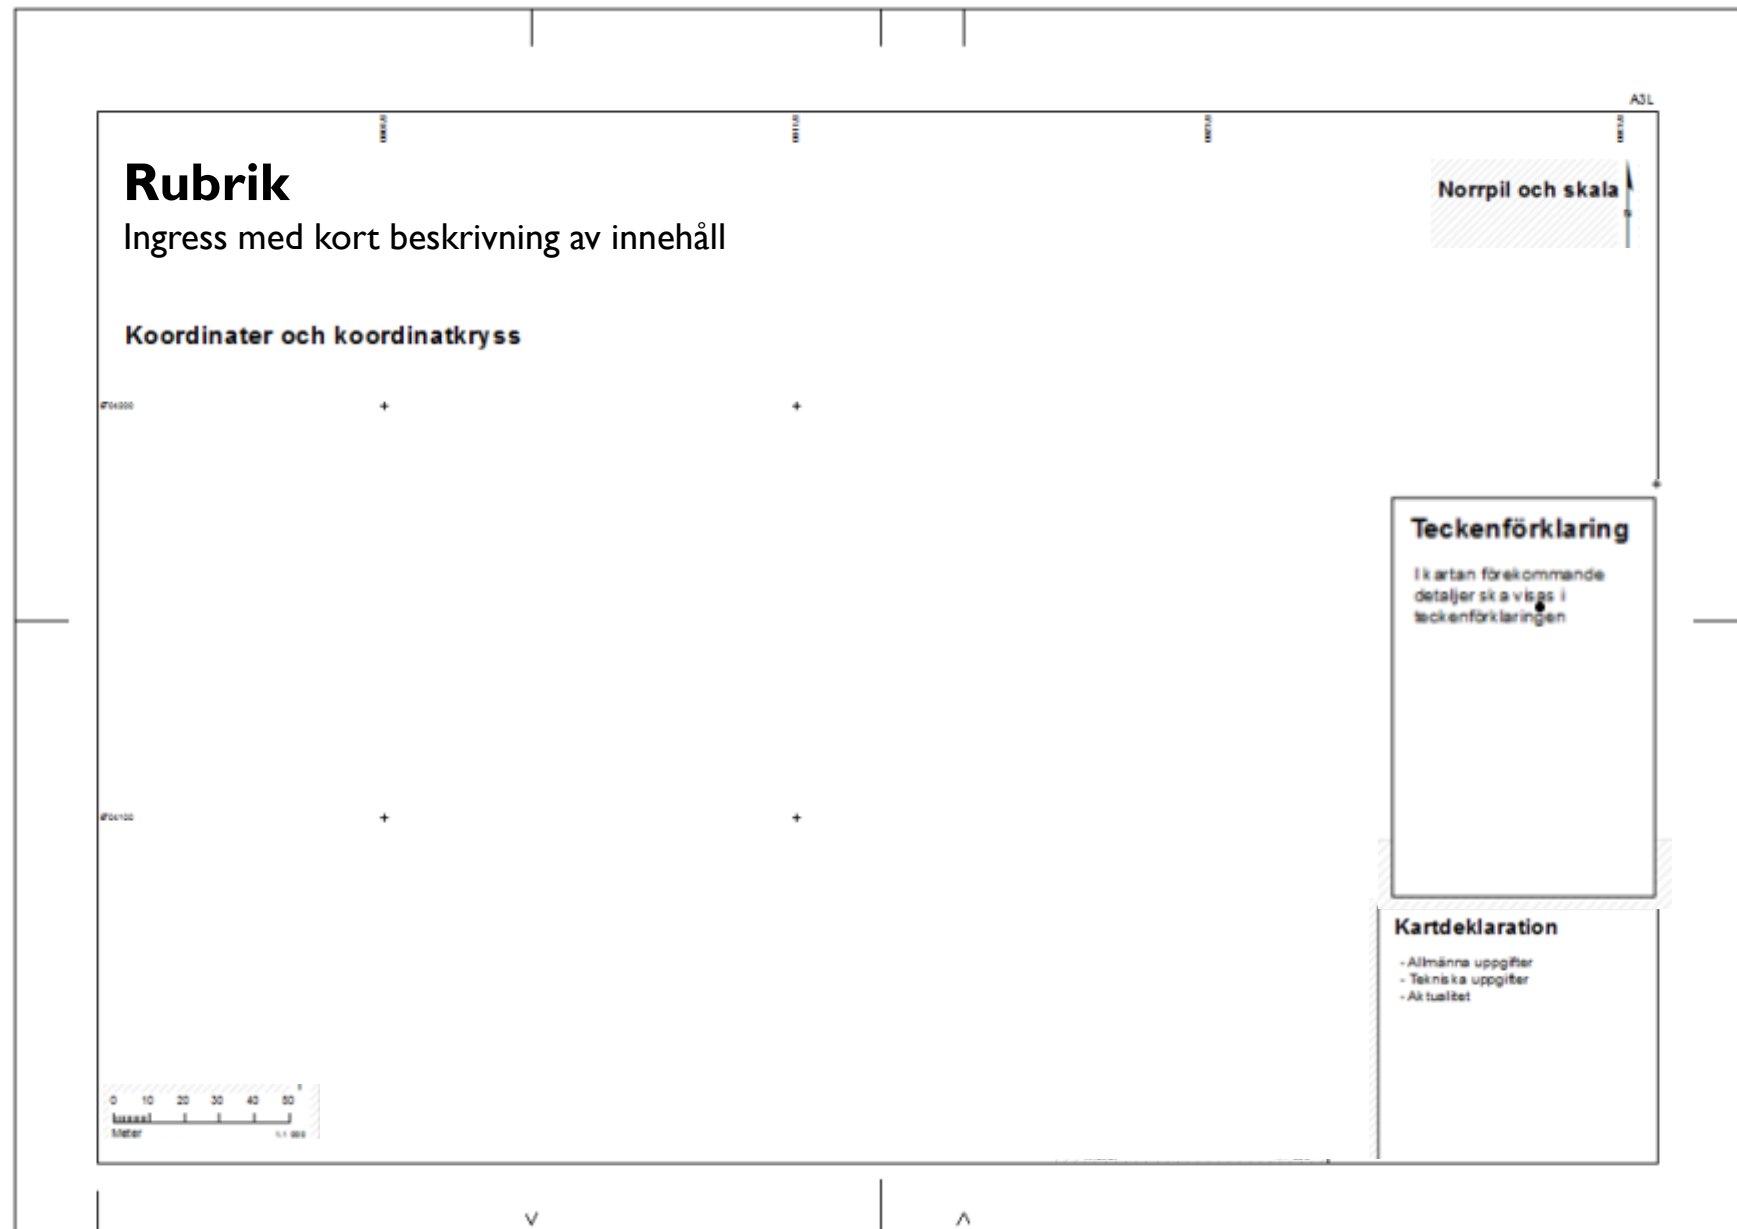 A3L
Rubrik
Ingress med kort beskrivning av innehåll
Norrpil och skala
N
Koordinater och koordinatkryss
Teckenförklaring
I kartan förekommande
detaljer ska visas i
teckenförklaringen
Kartdeklaration
- Allmänna uppgifter
- Tekniska uppgifter
- Aktualitet
0 10 20 30 40 50
Meter